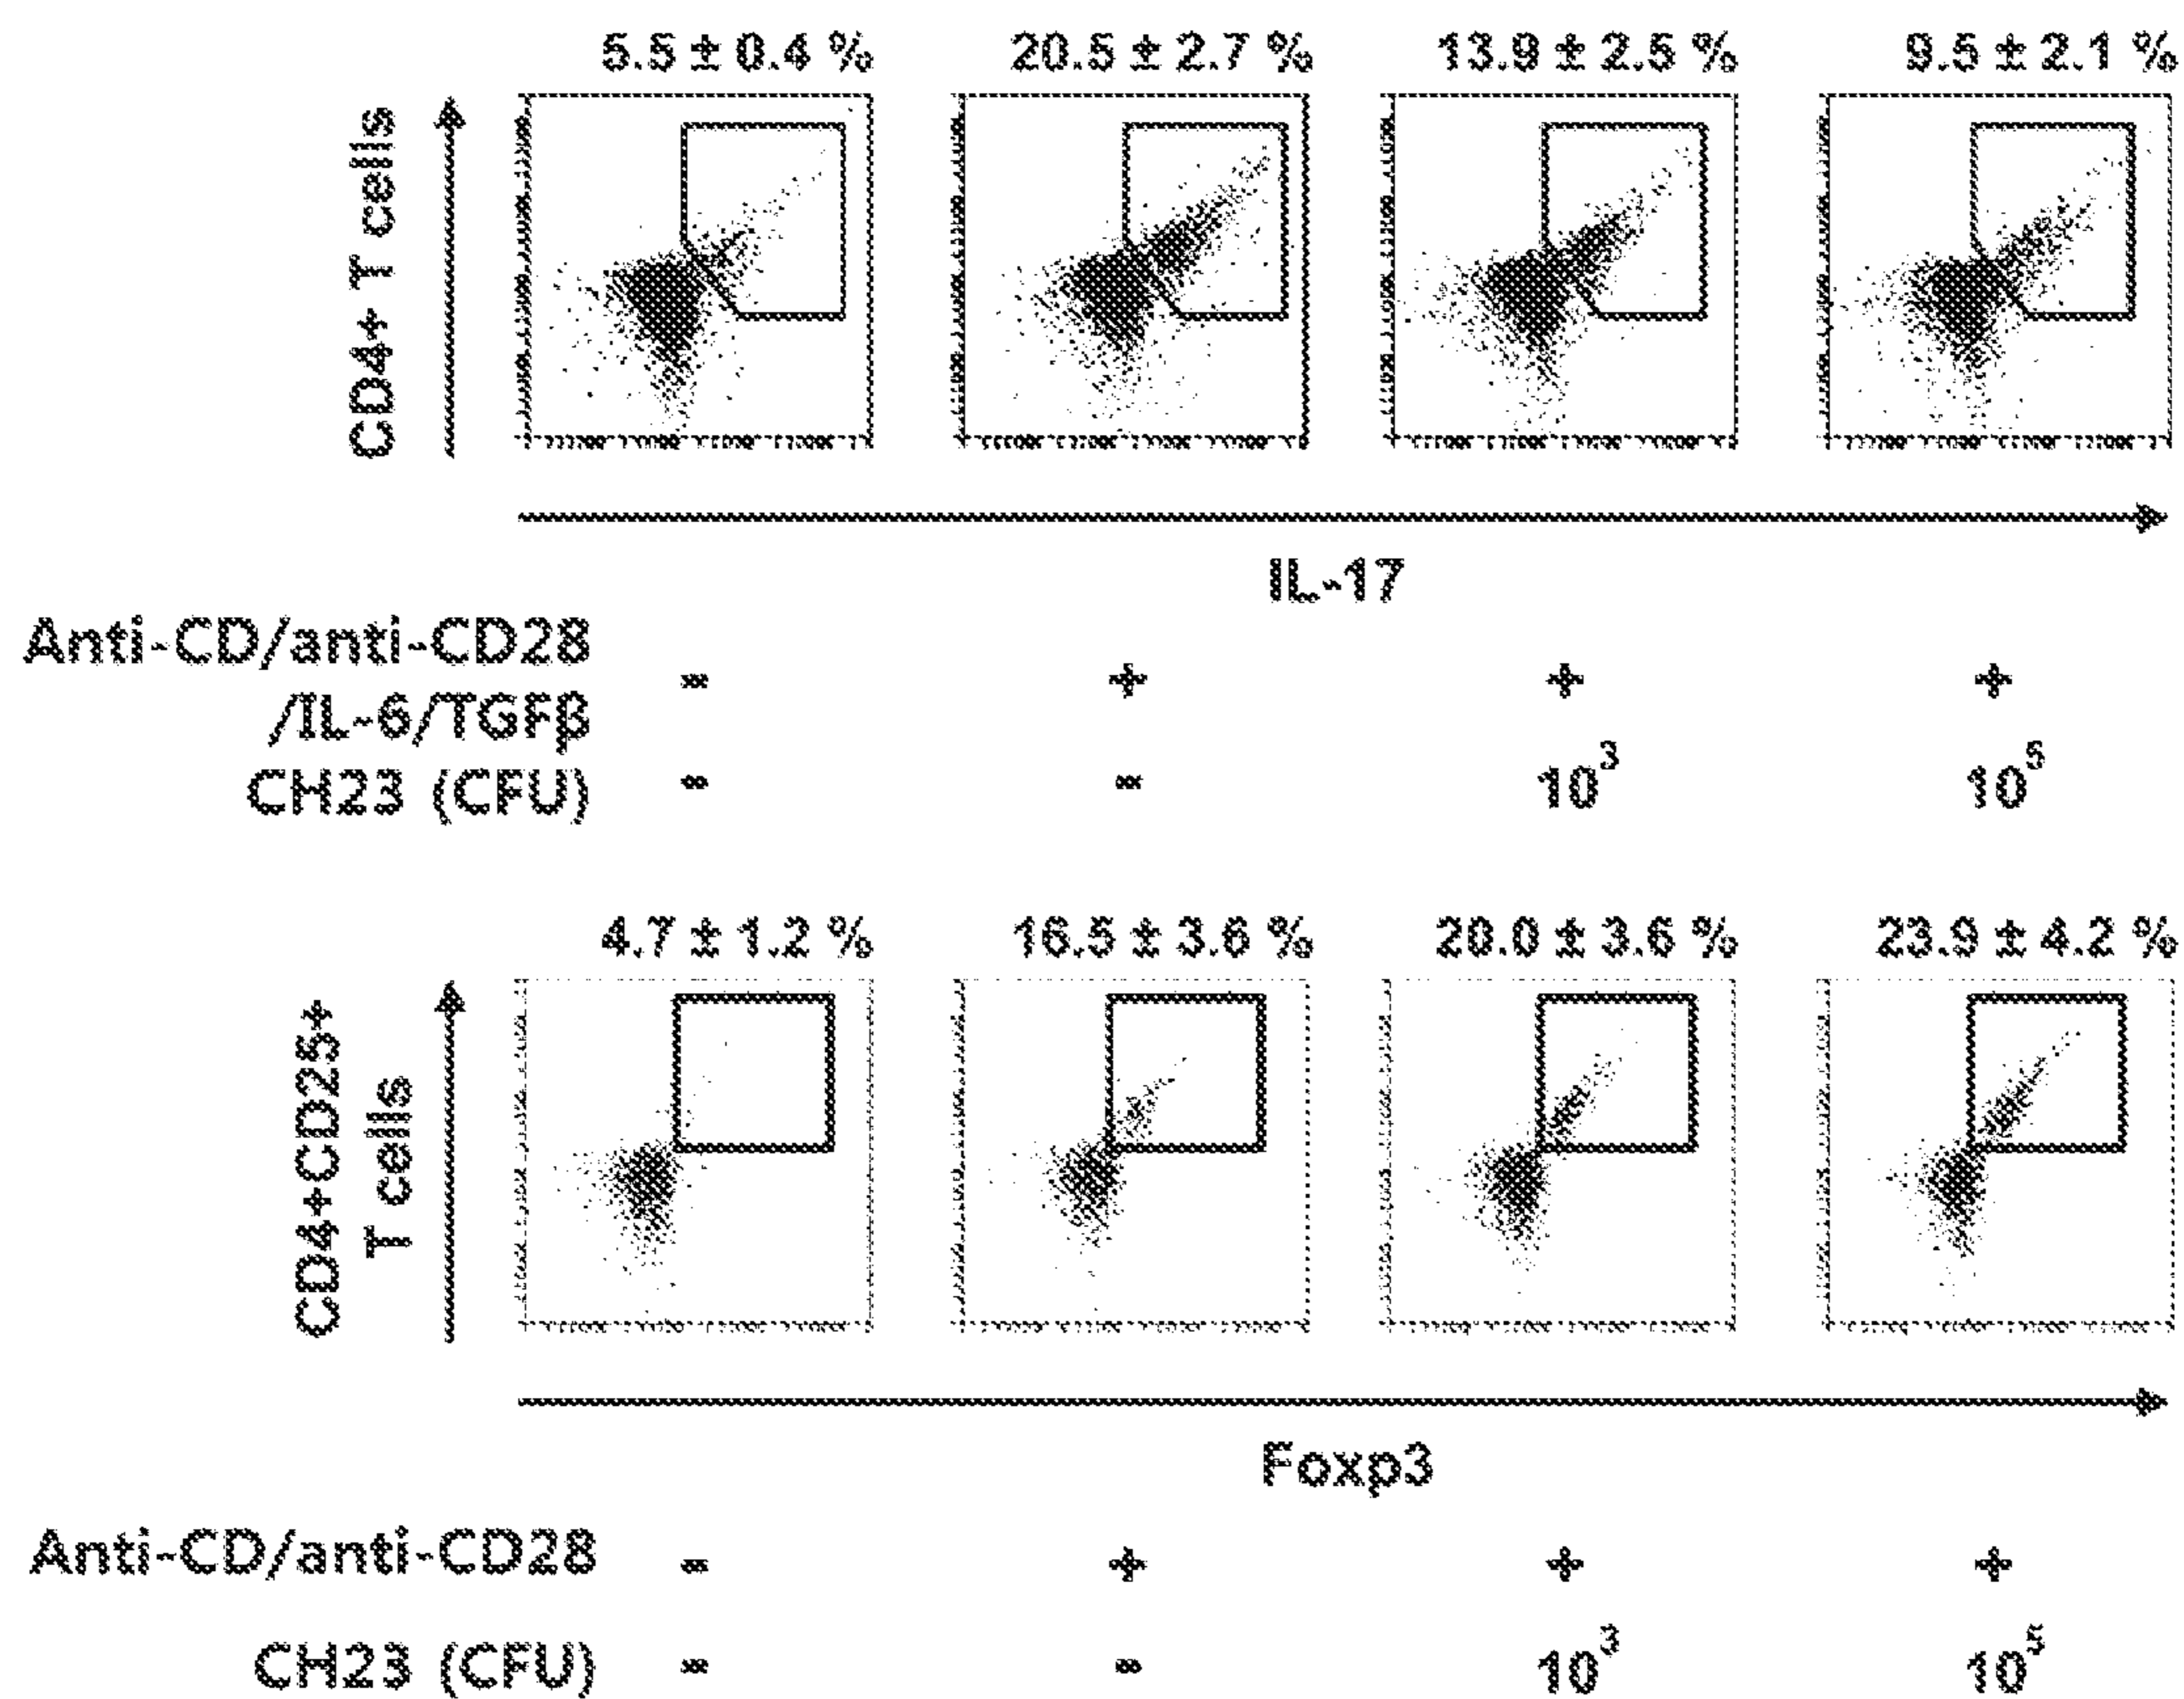 5.5 ± 0.4 % 20.5 ± 2.7 % 13.9 ± 2.5 % 9.5 ± 2.1 %
CD4+ T cells
IL-17
Anti-CD/anti-CD28
/IL-6/TGFβ - + + +
CH23 (CFU) - - 10³ 10⁵
4.7 ± 1.2 % 16.5 ± 3.6 % 20.0 ± 3.6 % 23.9 ± 4.2 %
CD4+CD25+
T cells
Foxp3
Anti-CD/anti-CD28 - + + +
CH23 (CFU) - - 10³ 10⁵